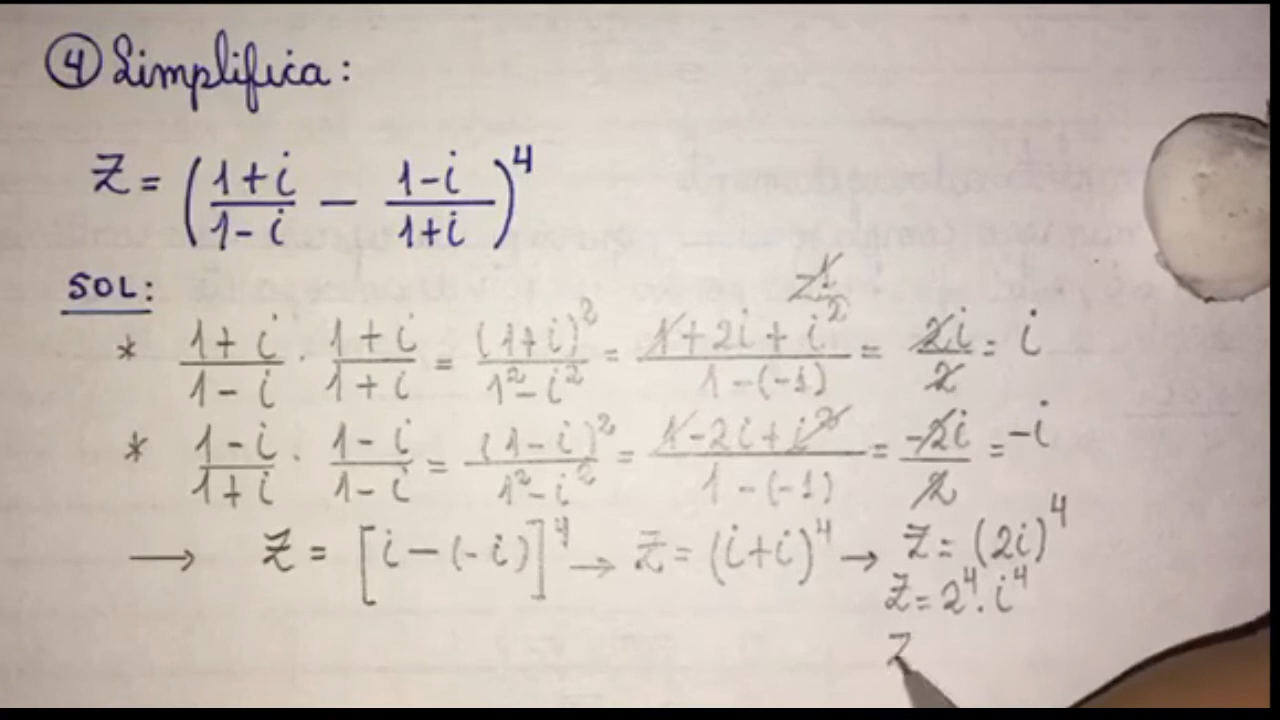 ④ Simplifica:
Z = ( (1+i)/(1-i) - (1-i)/(1+i) )^4
SOL:
* (1+i)/(1-i) . (1+i)/(1+i) = (1+i)²/(1²-i²) = (1+2i+i²)/(1-(-1)) = 2i/2 = i
* (1-i)/(1+i) . (1-i)/(1-i) = (1-i)²/(1²-i²) = (1-2i+i²)/(1-(-1)) = -2i/2 = -i
→ Z = [i-(-i)]^4 → Z = (i+i)^4 → Z = (2i)^4
Z = 2^4 . i^4
Z